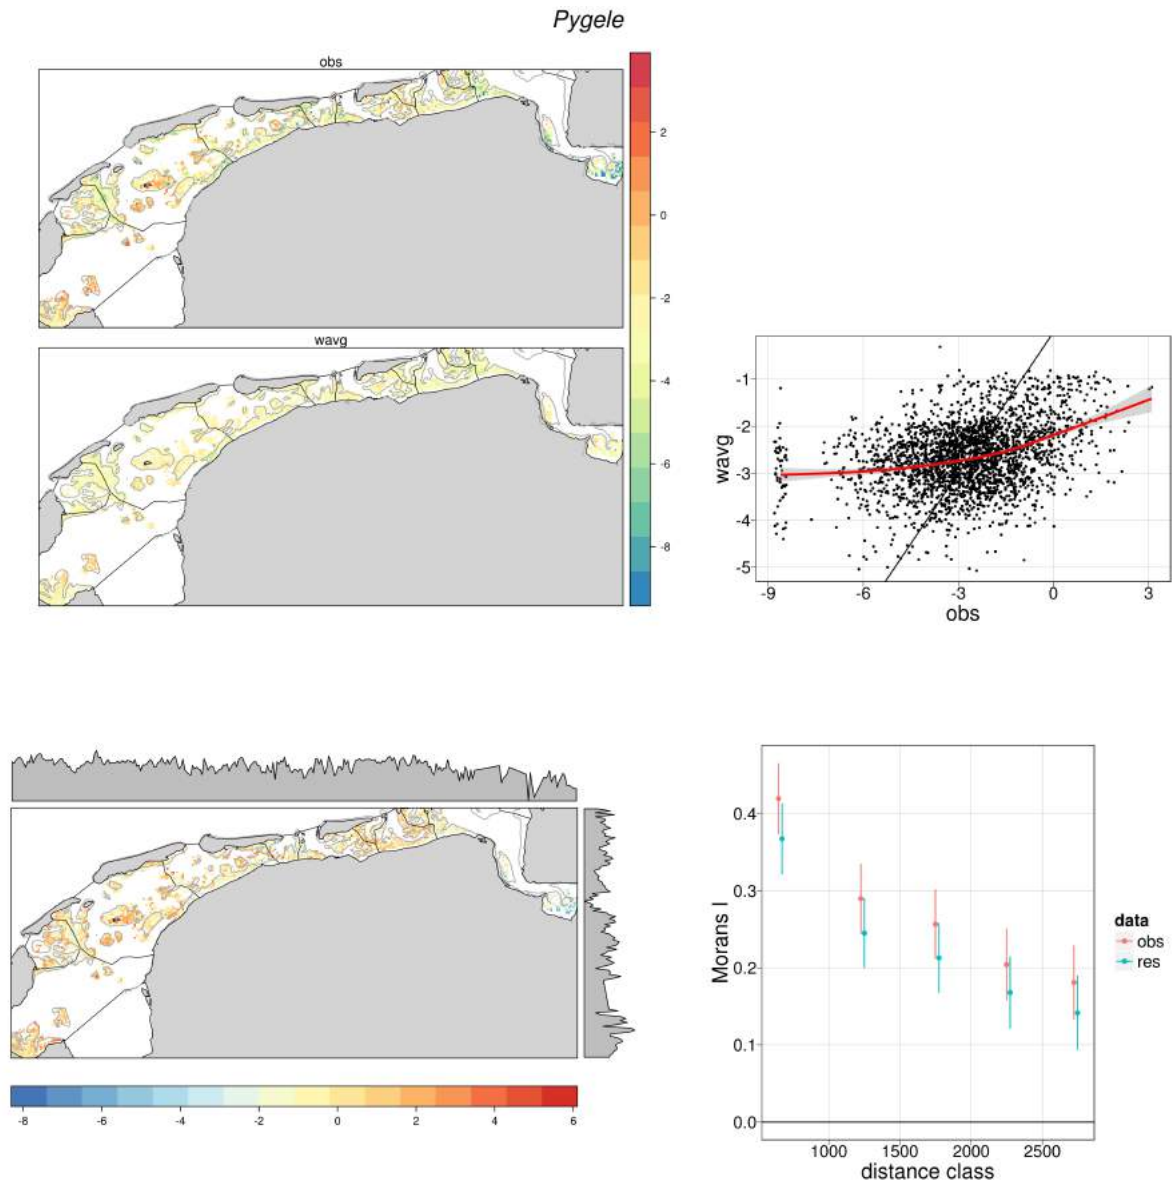 Pygele
obs
2
0
-2
-4
-6
-8
wavg
-1
-2
-3
-4
-5
wavg
-9 -6 -3 0 3
obs
-8 -6 -4 -2 0 2 4 6
0.4
0.3
0.2
0.1
0.0
Morans I
1000 1500 2000 2500
distance class
data
obs
res